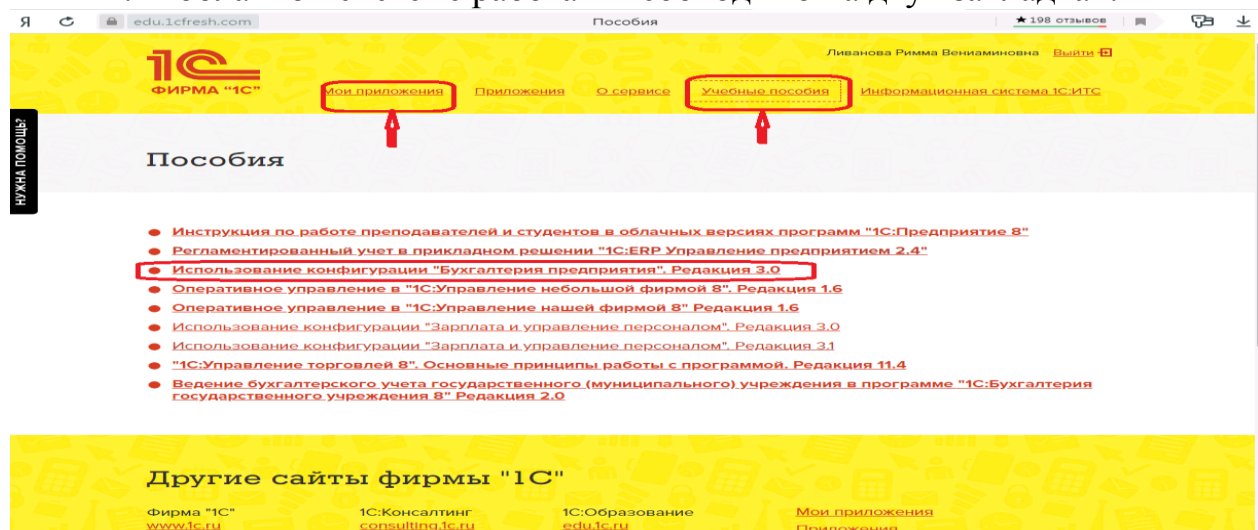 edu.1cfresh.com
Пособия
★ 198 отзывов
Ливанова Римма Вениаминовна Выйти
1С
ФИРМА "1С"
Мои приложения Приложения О сервисе Учебные пособия Информационная система 1С:ИТС
НУЖНА ПОМОЩЬ?
Пособия
Инструкция по работе преподавателей и студентов в облачных версиях программ "1С:Предприятие 8"
Регламентированный учет в прикладном решении "1С:ERP Управление предприятием 2.4"
Использование конфигурации "Бухгалтерия предприятия". Редакция 3.0
Оперативное управление в "1С:Управление небольшой фирмой 8". Редакция 1.6
Оперативное управление в "1С:Управление нашей фирмой 8" Редакция 1.6
Использование конфигурации "Зарплата и управление персоналом". Редакция 3.0
Использование конфигурации "Зарплата и управление персоналом". Редакция 3.1
"1С:Управление торговлей 8". Основные принципы работы с программой. Редакция 11.4
Ведение бухгалтерского учета государственного (муниципального) учреждения в программе "1С:Бухгалтерия
государственного учреждения 8" Редакция 2.0
Другие сайты фирмы "1С"
Фирма "1С" 1С:Консалтинг 1С:Образование Мои приложения
www.1c.ru consulting.1c.ru edu.1c.ru Приложения